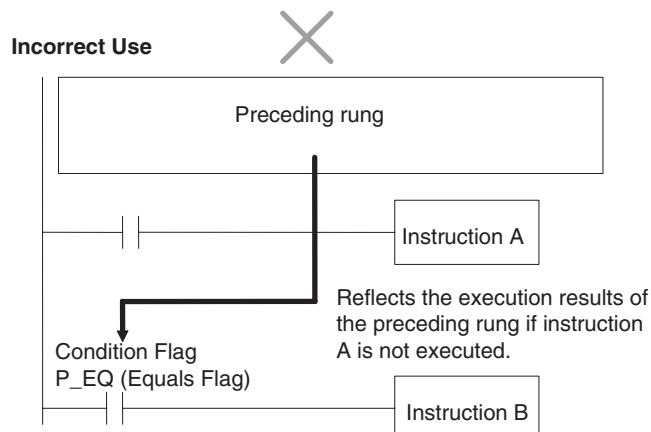 Incorrect Use
Preceding rung
Instruction A
Reflects the execution results of
the preceding rung if instruction
A is not executed.
Condition Flag
P_EQ (Equals Flag)
Instruction B